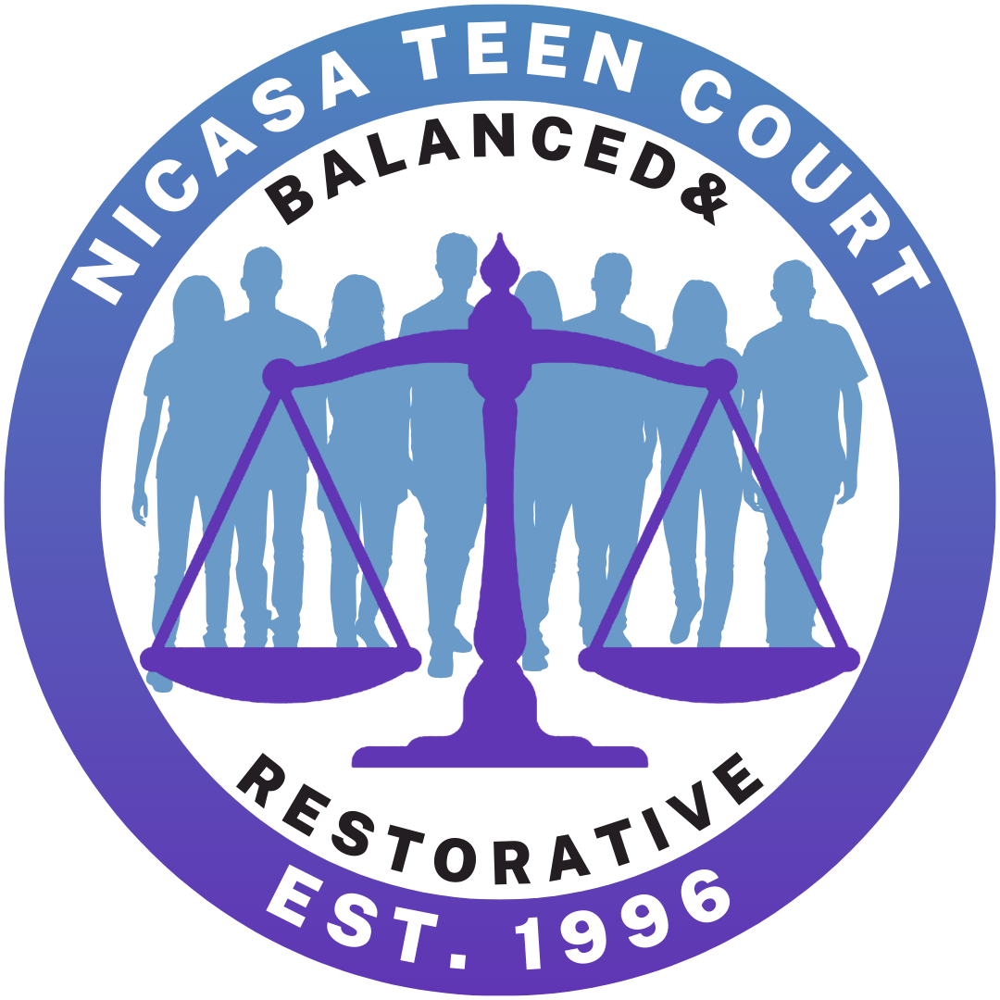 NICASA TEEN COURT
BALANCED&
RESTORATIVE
EST. 1996